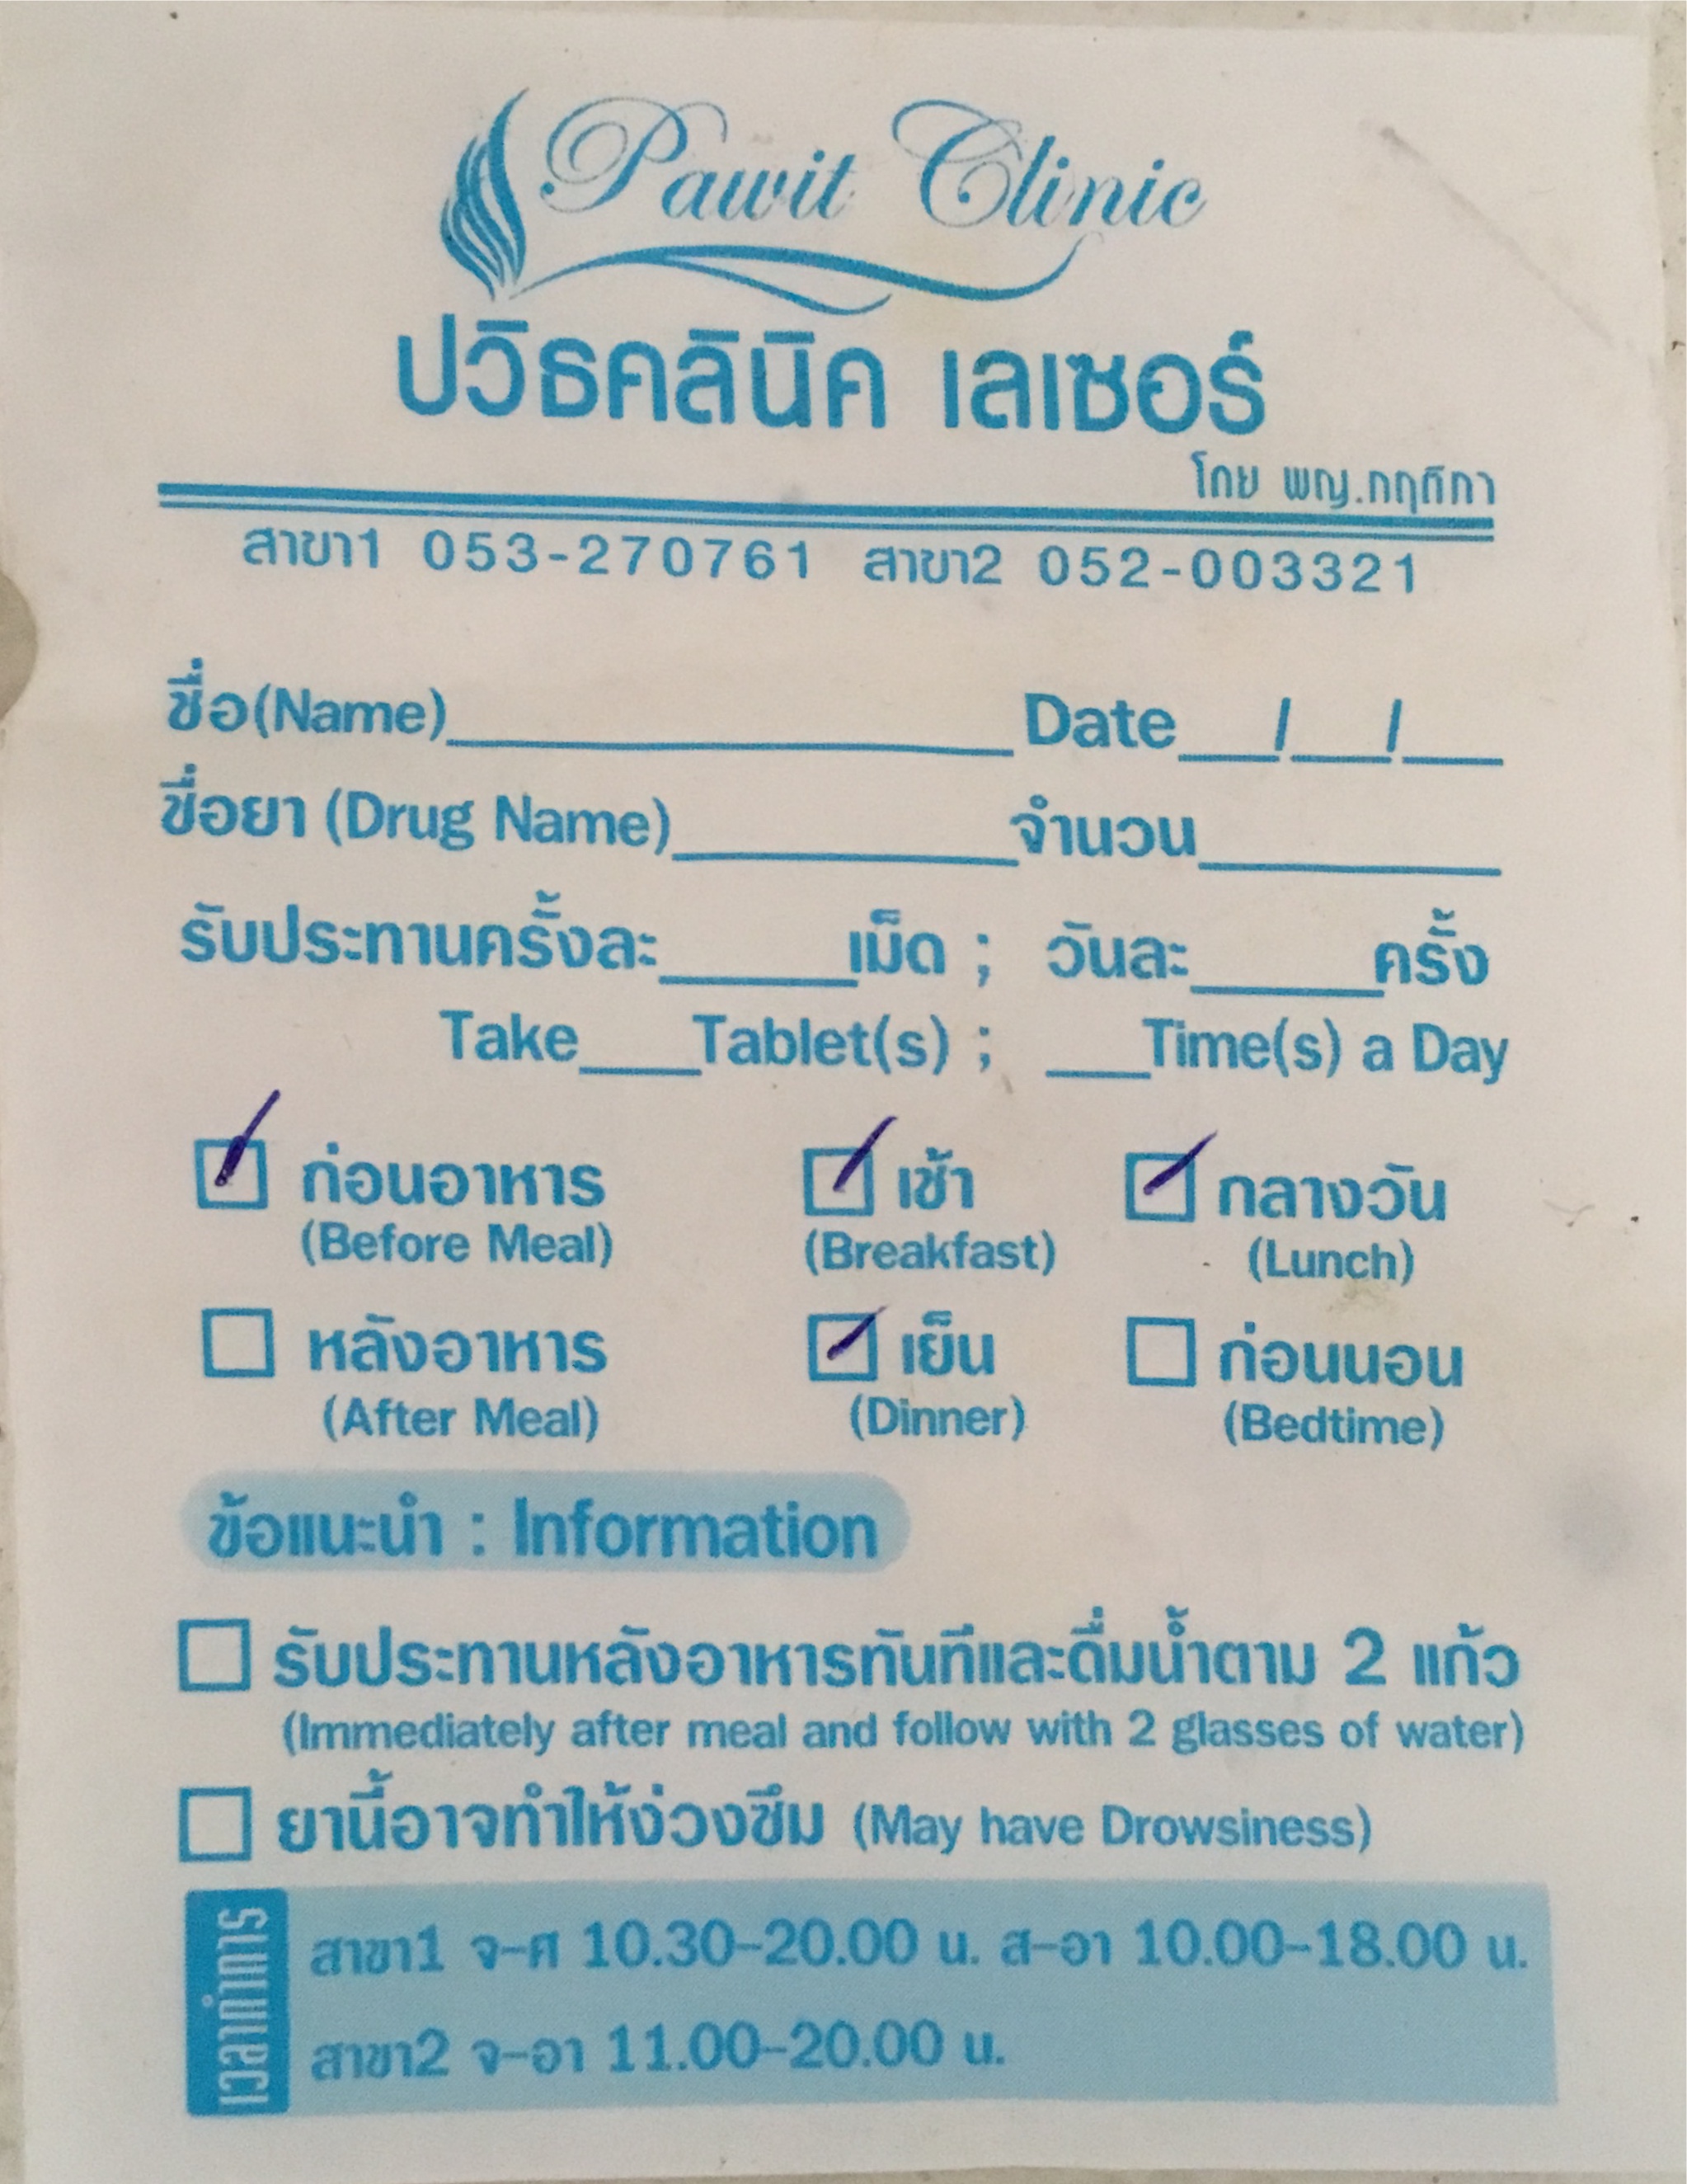 Pawit Clinic
ปวิธคลินิค เลเซอร์
โดย พญ.กฤติกา
สาขา1 053-270761 สาขา2 052-003321
ชื่อ(Name)____________ Date___/___/___
ชื่อยา (Drug Name)________จำนวน_______
รับประทานครั้งละ_____เม็ด ; วันละ_____ครั้ง
Take___Tablet(s) ; ___Time(s) a Day
ก่อนอาหาร เช้า กลางวัน
(Before Meal) (Breakfast) (Lunch)
หลังอาหาร เย็น ก่อนนอน
(After Meal) (Dinner) (Bedtime)
ข้อแนะนำ : Information
รับประทานหลังอาหารทันทีและดื่มน้ำตาม 2 แก้ว
(Immediately after meal and follow with 2 glasses of water)
ยานี้อาจทำให้ง่วงซึม (May have Drowsiness)
เวลาทำการ
สาขา1 จ-ศ 10.30-20.00 น. ส-อา 10.00-18.00 น.
สาขา2 จ-อา 11.00-20.00 น.